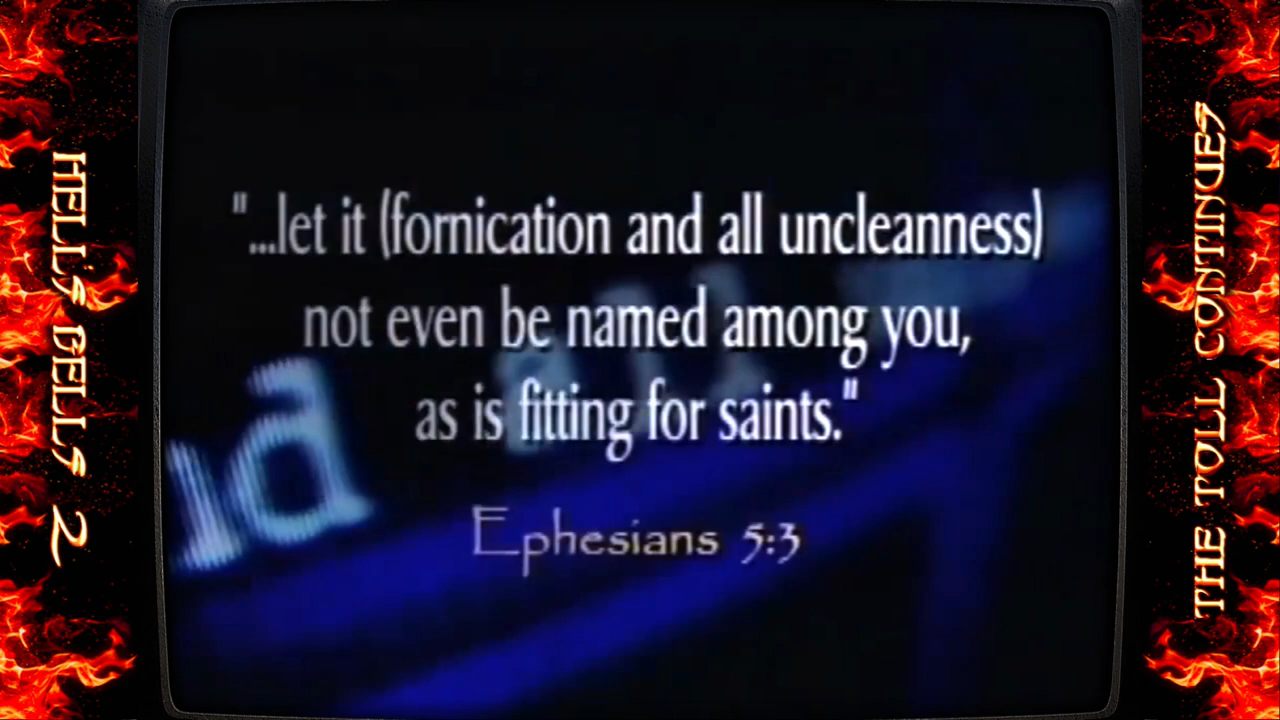 HELL'S BELLS 2
"...let it (fornication and all uncleanness)
not even be named among you,
as is fitting for saints."
Ephesians 5:3
THE TOLL CONTINUES